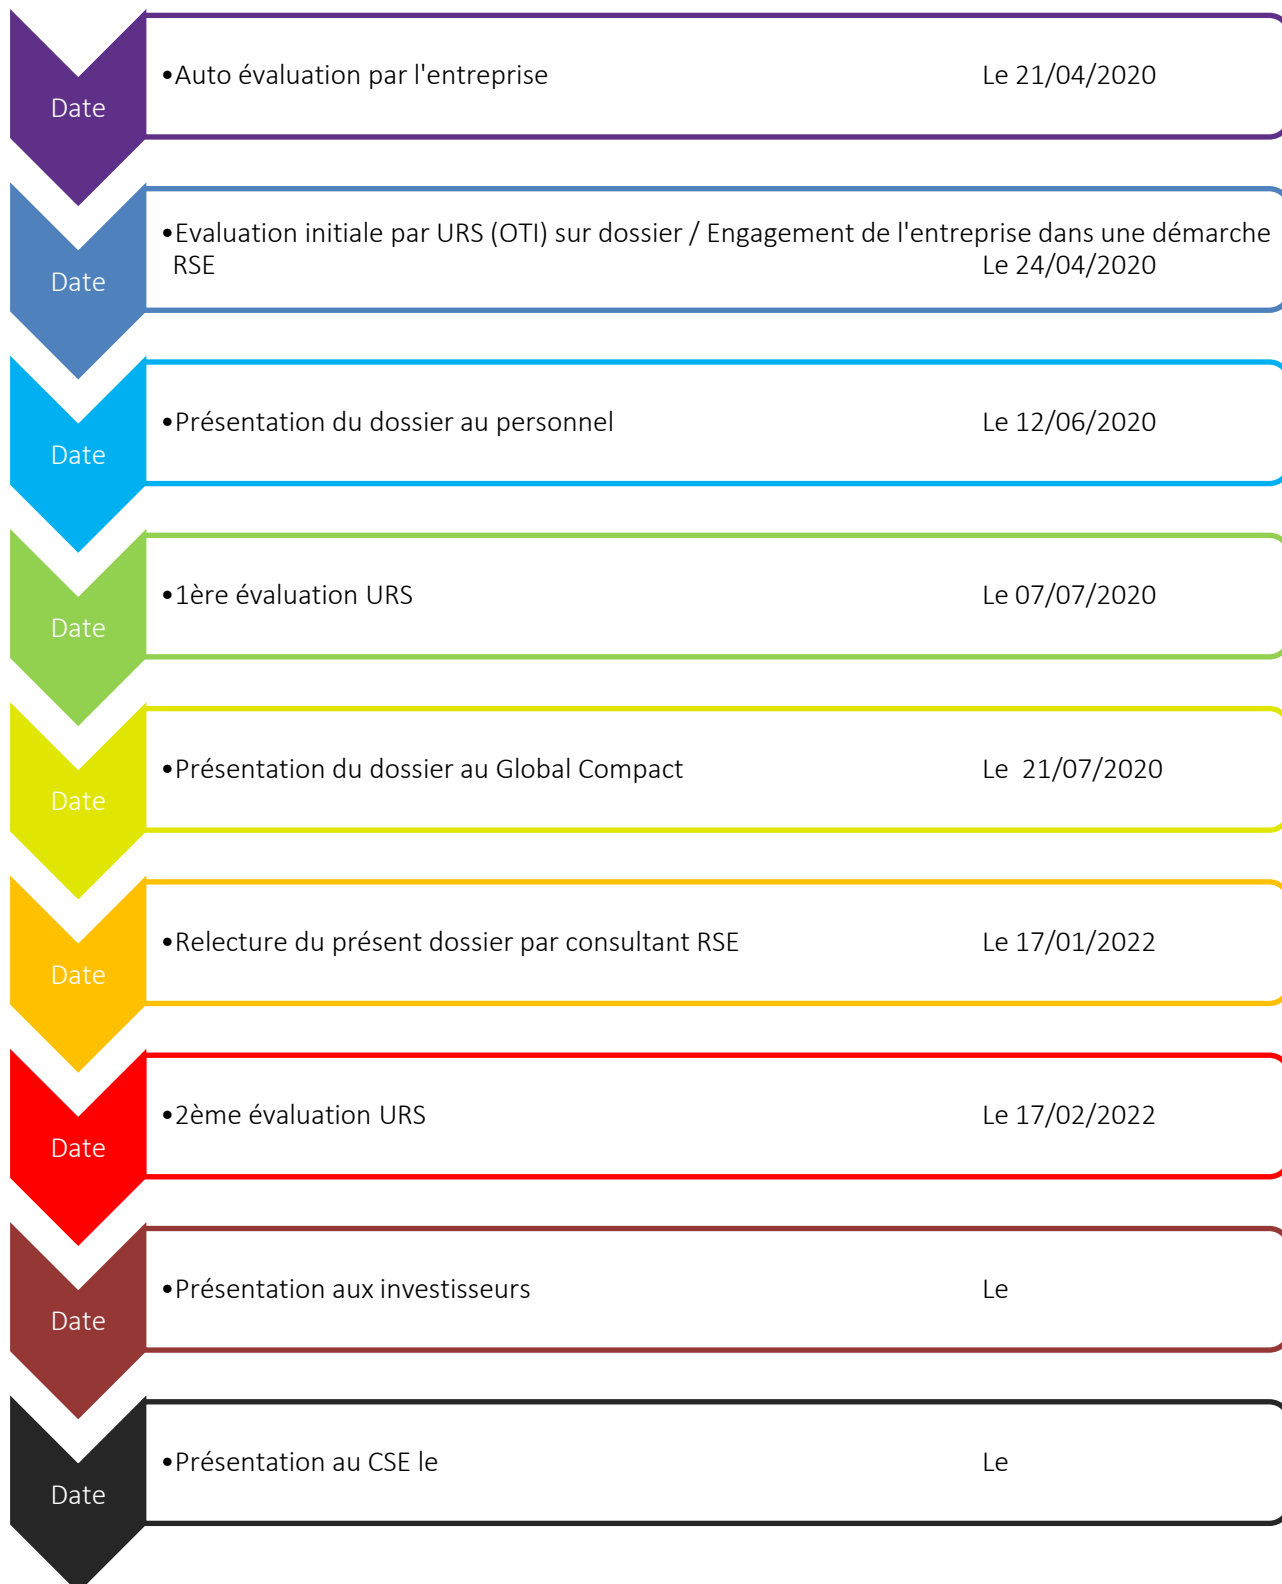 Date
•Auto évaluation par l'entreprise Le 21/04/2020
Date
•Evaluation initiale par URS (OTI) sur dossier / Engagement de l'entreprise dans une démarche
RSE Le 24/04/2020
Date
•Présentation du dossier au personnel Le 12/06/2020
Date
•1ère évaluation URS Le 07/07/2020
Date
•Présentation du dossier au Global Compact Le 21/07/2020
Date
•Relecture du présent dossier par consultant RSE Le 17/01/2022
Date
•2ème évaluation URS Le 17/02/2022
Date
•Présentation aux investisseurs Le
Date
•Présentation au CSE le Le
Date